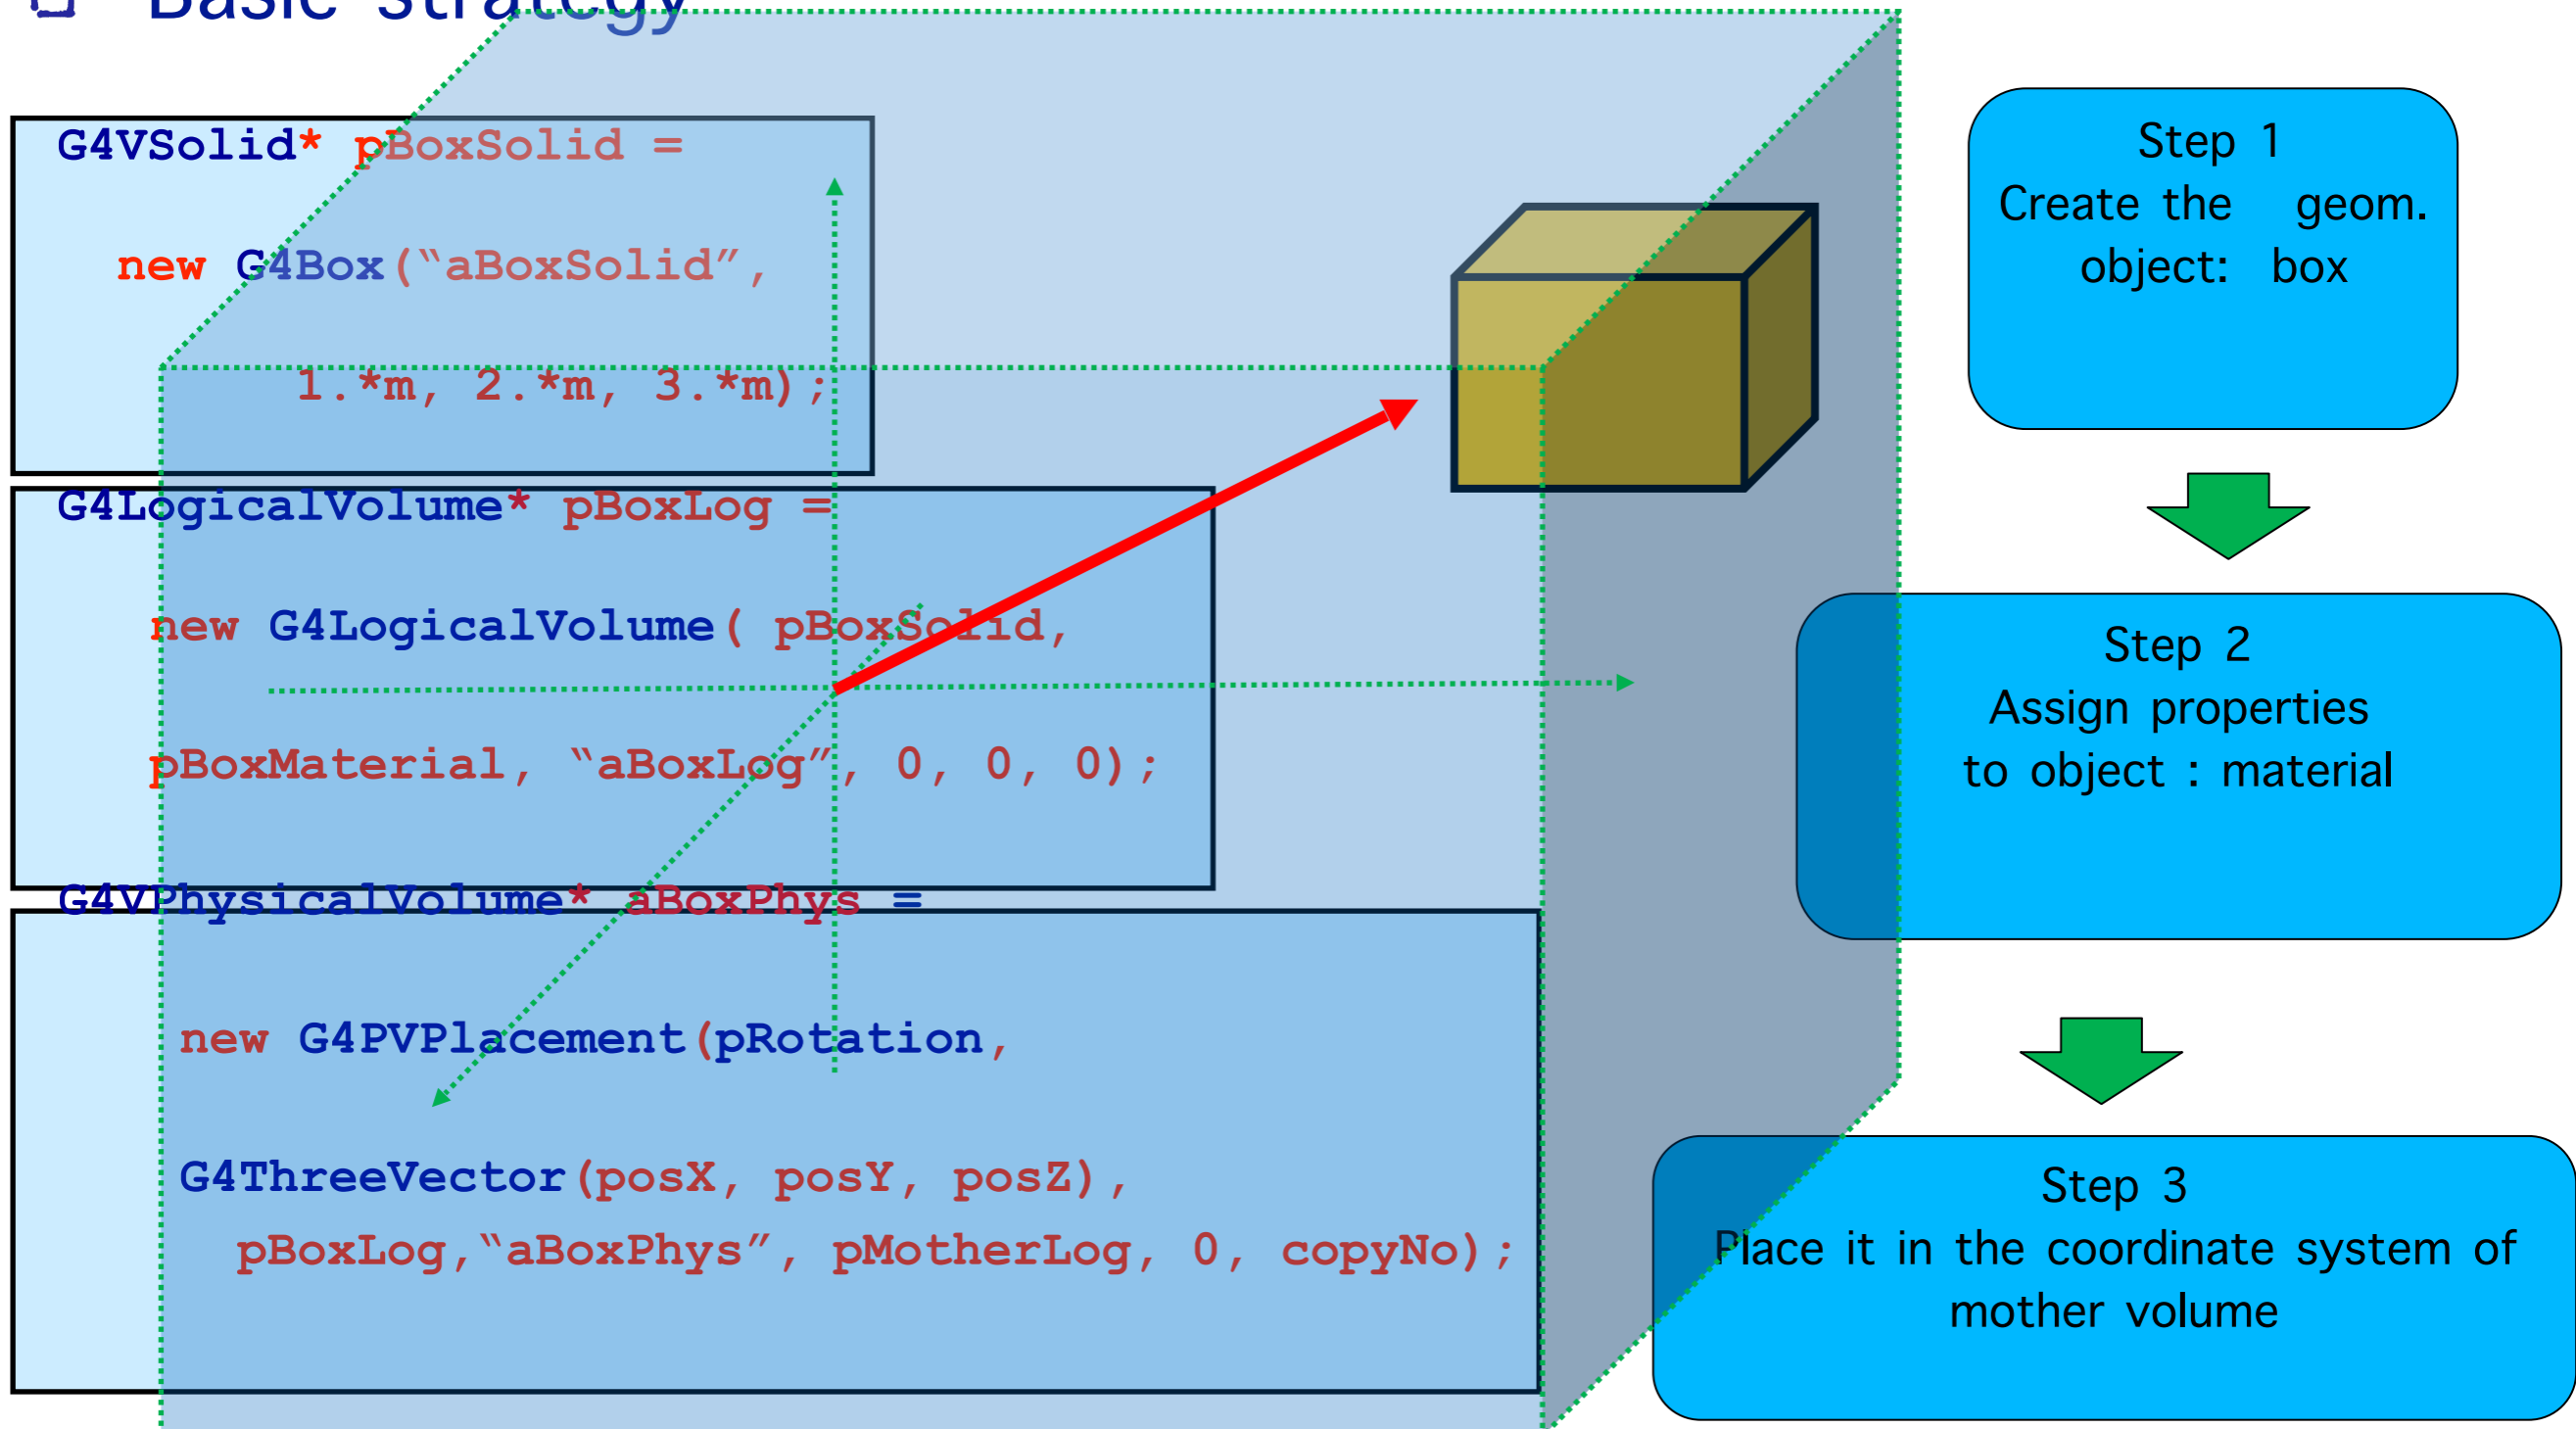 Basic strategy
G4VSolid* pBoxSolid =
new G4Box(“aBoxSolid”,
1.*m, 2.*m, 3.*m);
G4LogicalVolume* pBoxLog =
new G4LogicalVolume( pBoxSolid,
pBoxMaterial, “aBoxLog”, 0, 0, 0);
G4VPhysicalVolume* aBoxPhys =
new G4PVPlacement(pRotation,
G4ThreeVector(posX, posY, posZ),
pBoxLog,“aBoxPhys”, pMotherLog, 0, copyNo);
Step 1
Create the geom.
object: box
Step 2
Assign properties
to object : material
Step 3
Place it in the coordinate system of
mother volume